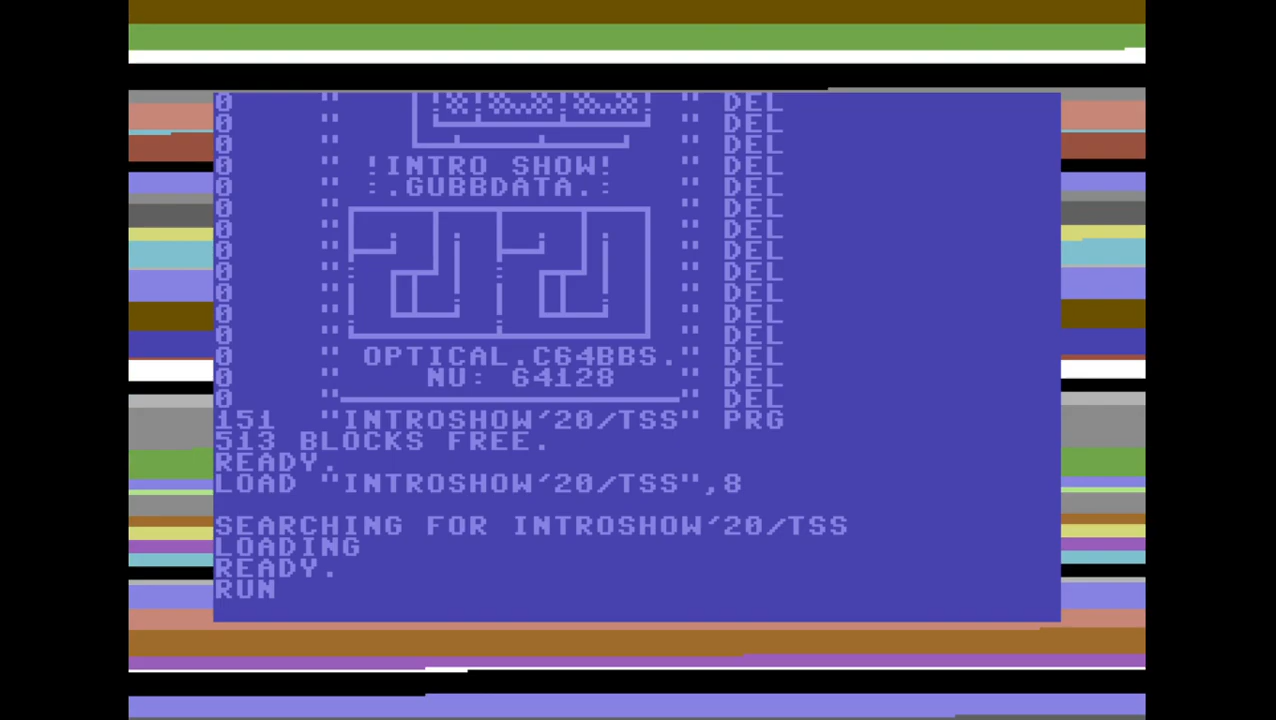 0 " " DEL
0 " " DEL
0 " " DEL
0 " !INTRO SHOW! " DEL
0 " :.GUBBDATA.: " DEL
0 " " DEL
0 " " DEL
0 " " DEL
0 " " DEL
0 " " DEL
0 " " DEL
0 " " DEL
0 " OPTICAL.C64BBS." DEL
0 " NU: 64128 " DEL
0 " " DEL
151 "INTROSHOW'20/TSS" PRG
513 BLOCKS FREE.
READY.
LOAD "INTROSHOW'20/TSS",8
SEARCHING FOR INTROSHOW'20/TSS
LOADING
READY.
RUN